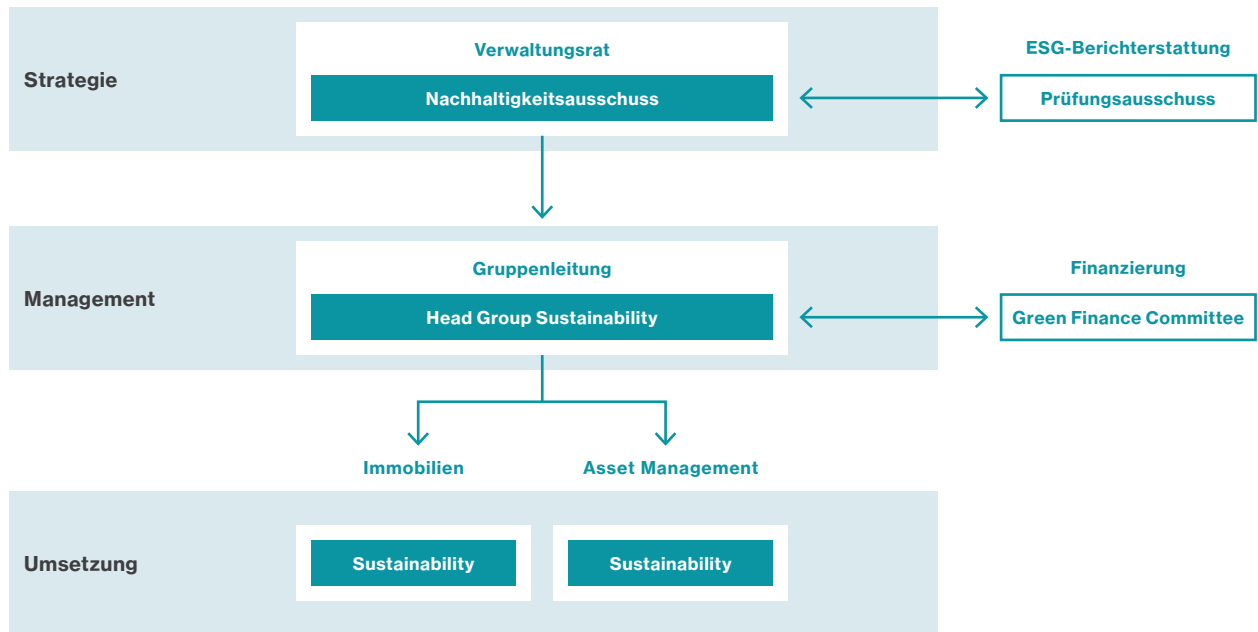 Strategie
Verwaltungsrat
Nachhaltigkeitsausschuss
ESG-Berichterstattung
Prüfungsausschuss
Management
Gruppenleitung
Head Group Sustainability
Finanzierung
Green Finance Committee
Immobilien
Asset Management
Umsetzung
Sustainability
Sustainability